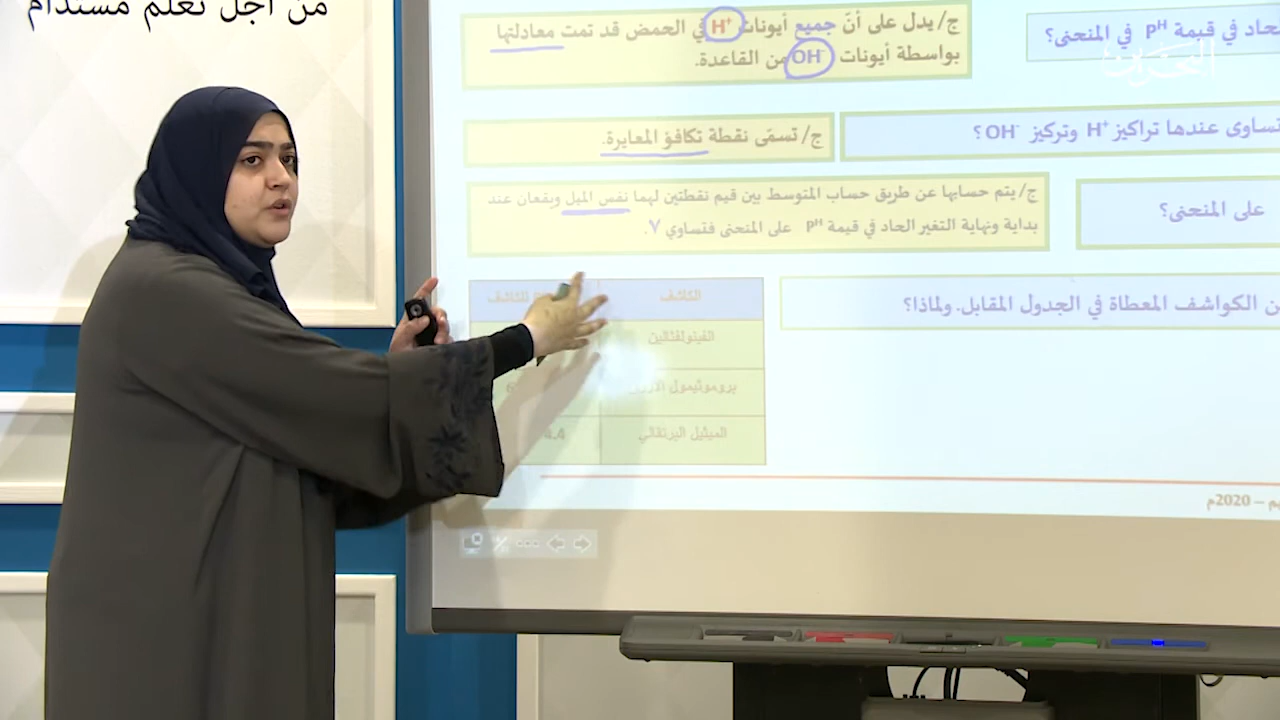 من أجل تعلم مستدام
البحرين
حاد في قيمة pH في المنحنى؟
ج/ يدل على أنّ جميع أيونات H⁺ في الحمض قد تمت معادلتها
بواسطة أيونات OH⁻ من القاعدة.
تساوى عندها تراكيز H⁺ وتركيز OH⁻ ؟
ج/ تسمّى نقطة تكافؤ المعايرة.
على المنحنى؟
ج/ يتم حسابها عن طريق حساب المتوسط بين قيم نقطتين لهما نفس الميل ويقعان عند
بداية ونهاية التغير الحاد في قيمة pH على المنحنى فتساوي ٧.
الكواشف المعطاة في الجدول المقابل. ولماذا؟
الكاشف
الفينولفثالين
بروموثيمول
الميثيل البرتقالي
4.4
2020م